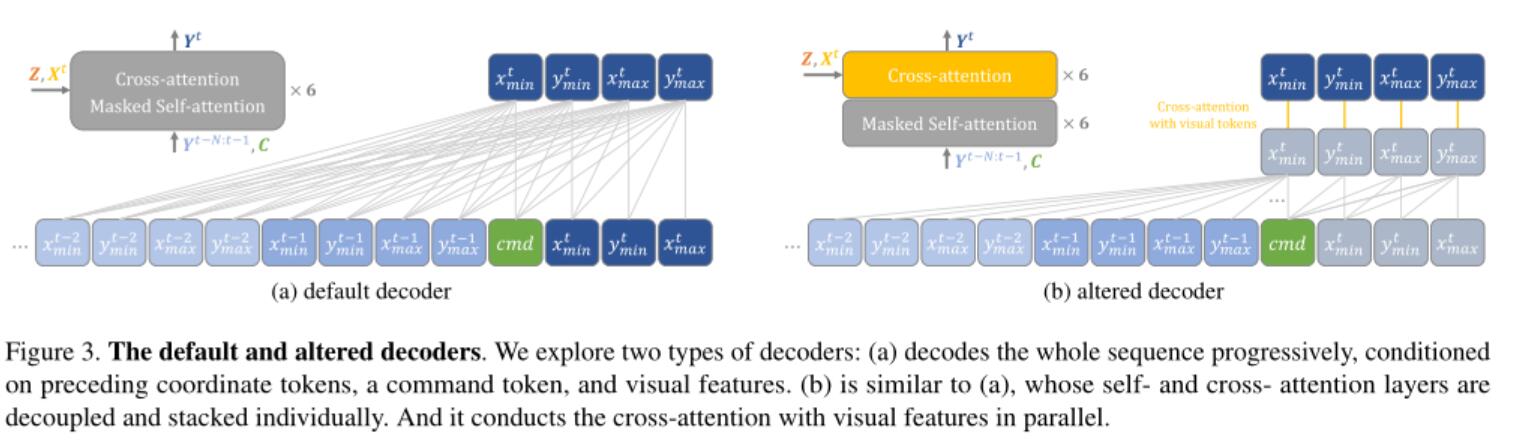 Y^t
Z, X^t
Cross-attention
Masked Self-attention
× 6
Y^{t−N:t−1}, C
x^t_{min} y^t_{min} x^t_{max} y^t_{max}
... x^{t−2}_{min} y^{t−2}_{min} x^{t−2}_{max} y^{t−2}_{max} x^{t−1}_{min} y^{t−1}_{min} x^{t−1}_{max} y^{t−1}_{max} cmd x^t_{min} y^t_{min} x^t_{max}
(a) default decoder
Y^t
Z, X^t
Cross-attention
× 6
Masked Self-attention
× 6
Y^{t−N:t−1}, C
x^t_{min} y^t_{min} x^t_{max} y^t_{max}
Cross-attention
with visual tokens
x^t_{min} y^t_{min} x^t_{max} y^t_{max}
...
... x^{t−2}_{min} y^{t−2}_{min} x^{t−2}_{max} y^{t−2}_{max} x^{t−1}_{min} y^{t−1}_{min} x^{t−1}_{max} y^{t−1}_{max} cmd x^t_{min} y^t_{min} x^t_{max}
(b) altered decoder
Figure 3. The default and altered decoders. We explore two types of decoders: (a) decodes the whole sequence progressively, conditioned
on preceding coordinate tokens, a command token, and visual features. (b) is similar to (a), whose self- and cross- attention layers are
decoupled and stacked individually. And it conducts the cross-attention with visual features in parallel.